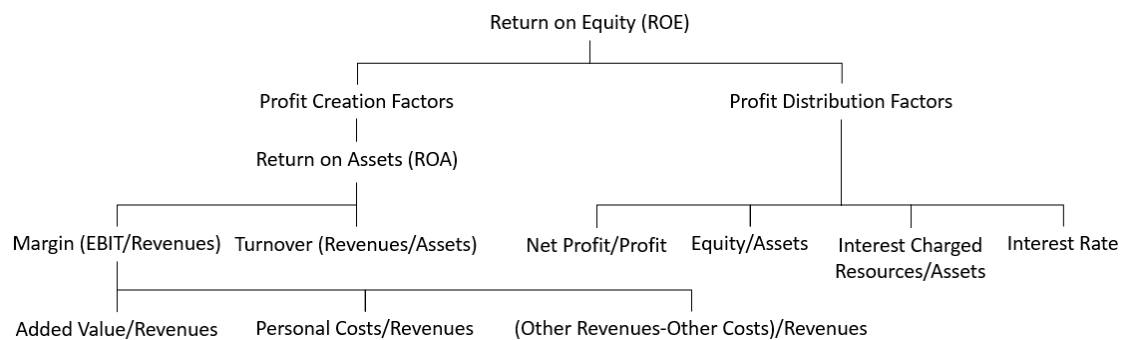 Return on Equity (ROE)
Profit Creation Factors
Profit Distribution Factors
Return on Assets (ROA)
Margin (EBIT/Revenues)
Turnover (Revenues/Assets)
Net Profit/Profit
Equity/Assets
Interest Charged
Resources/Assets
Interest Rate
Added Value/Revenues
Personal Costs/Revenues
(Other Revenues-Other Costs)/Revenues